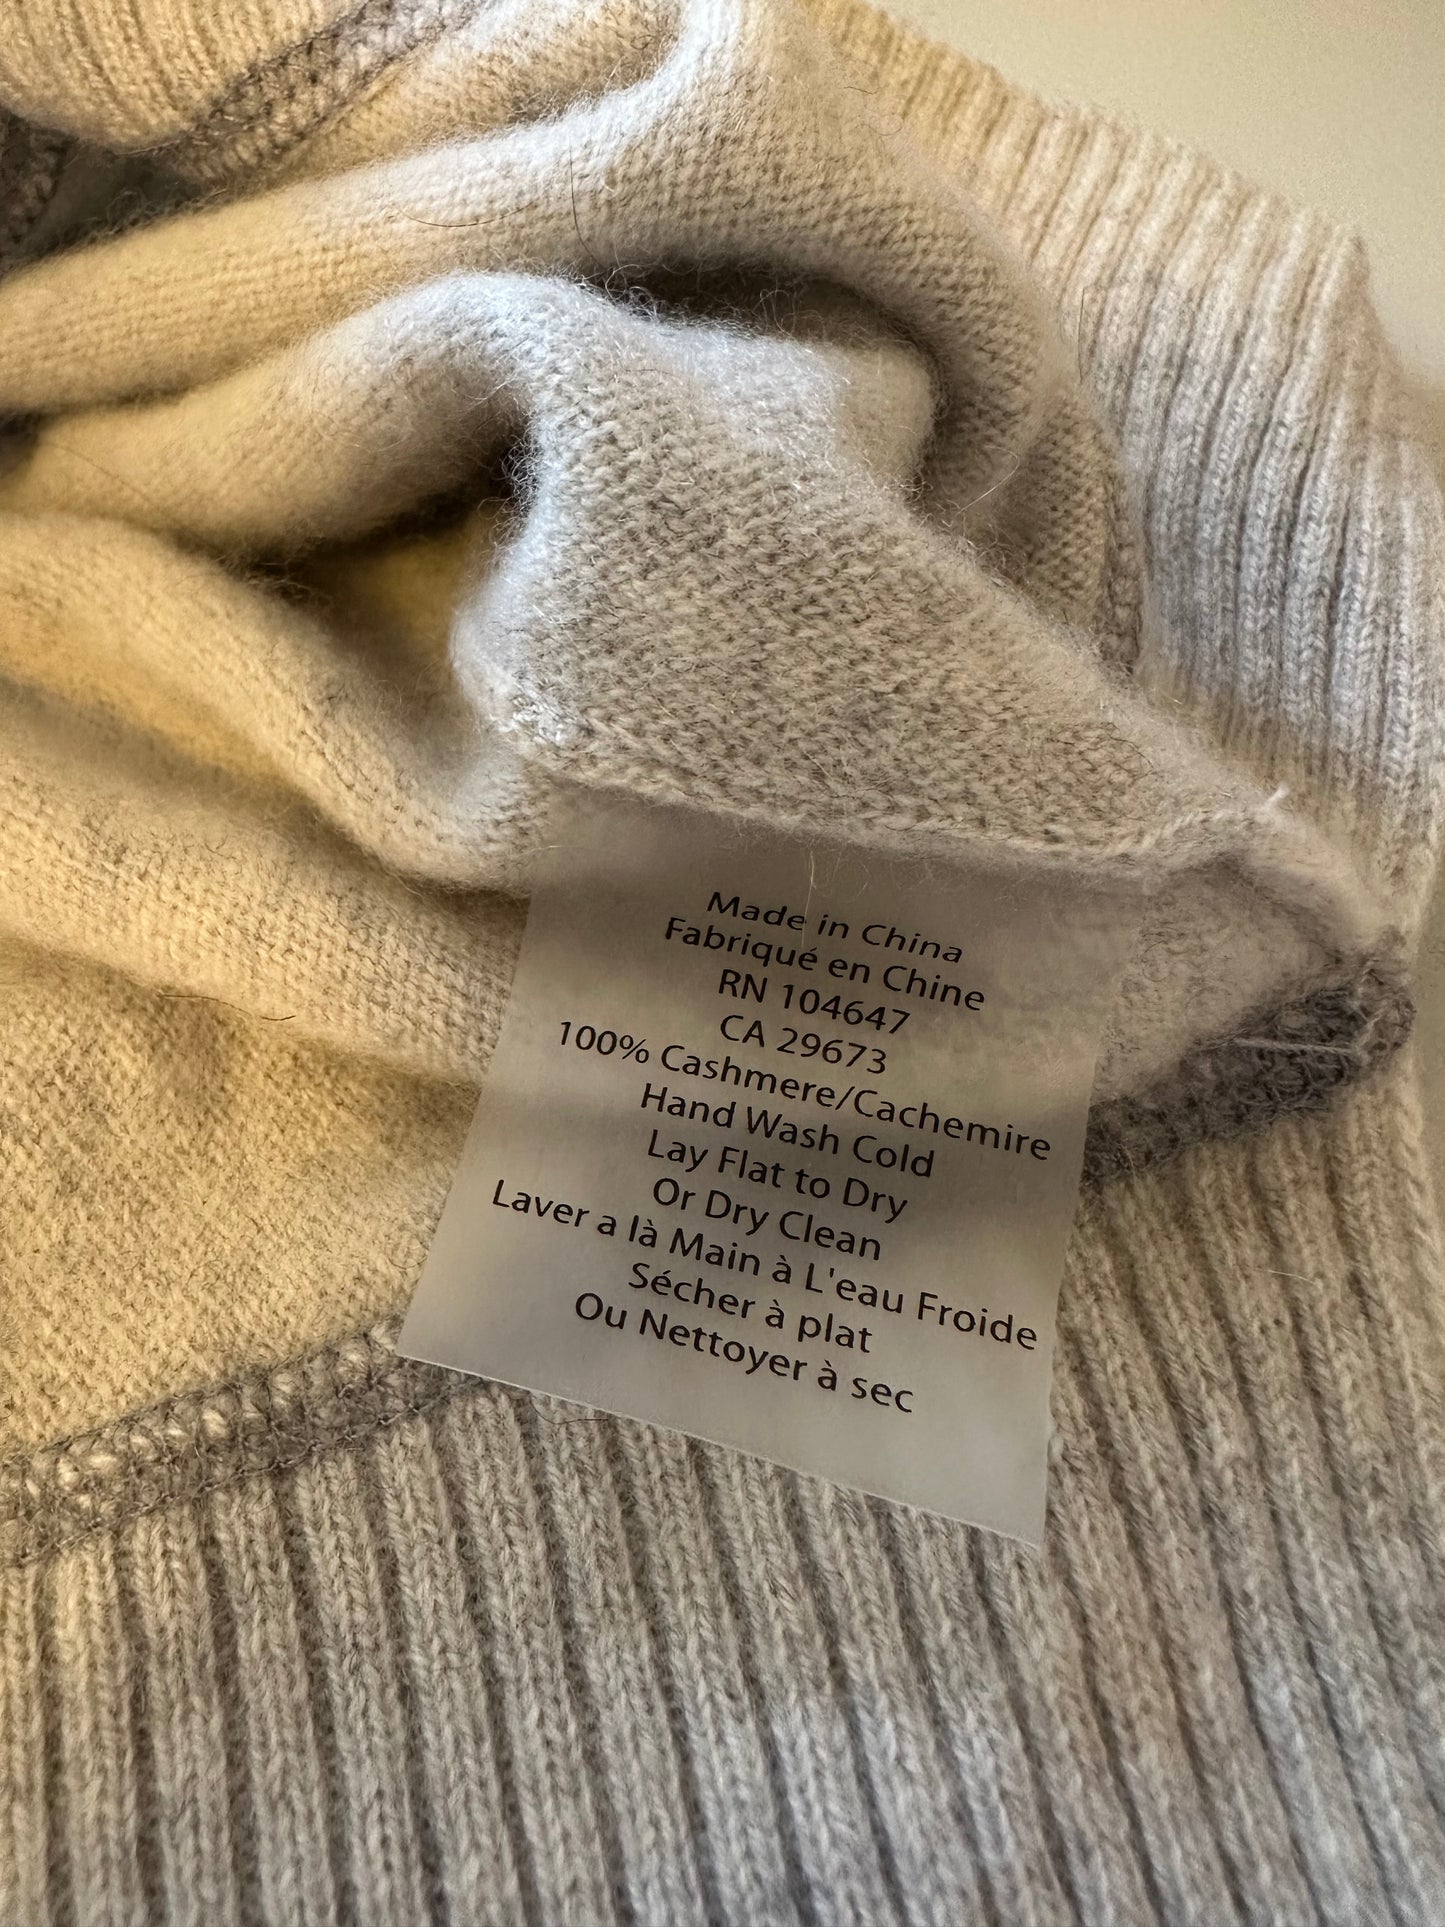 Made in China
Fabriqué en Chine
RN 104647
CA 29673
100% Cashmere/Cachemire
Hand Wash Cold
Lay Flat to Dry
Or Dry Clean
Laver a là Main à L'eau Froide
Sécher à plat
Ou Nettoyer à sec